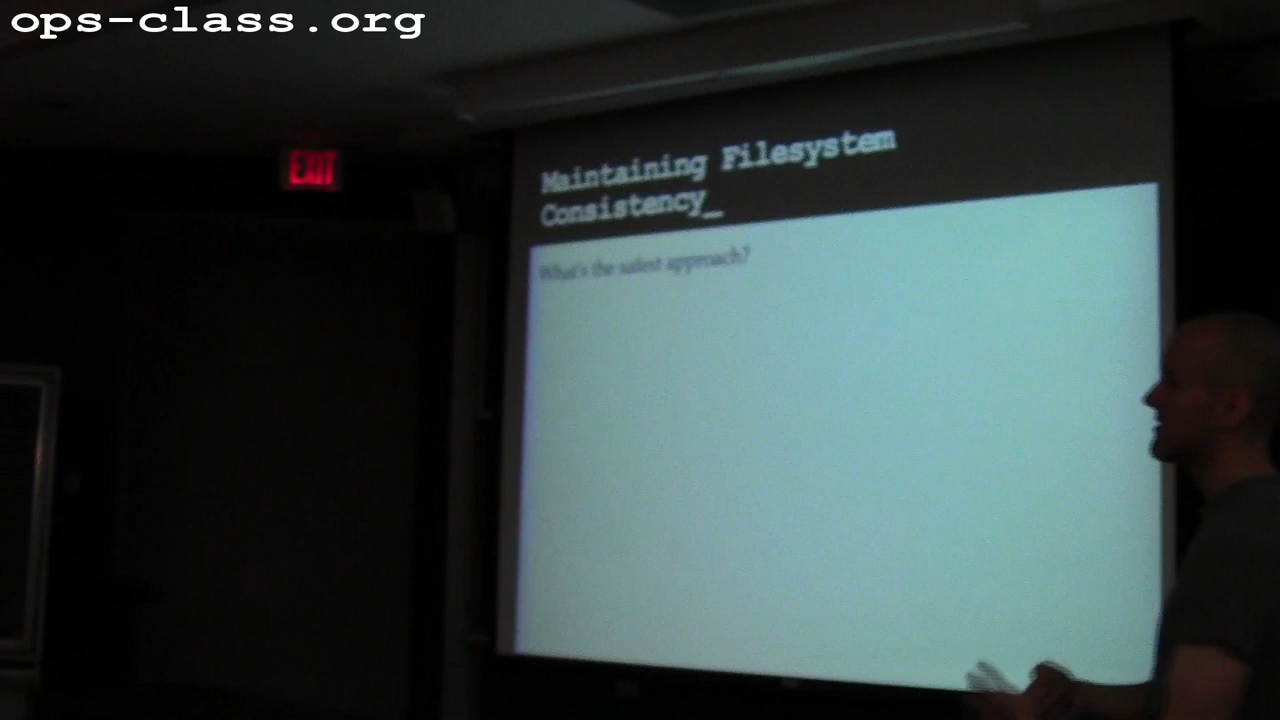 ops-class.org
EXIT
Maintaining Filesystem
Consistency_
What's the safest approach?